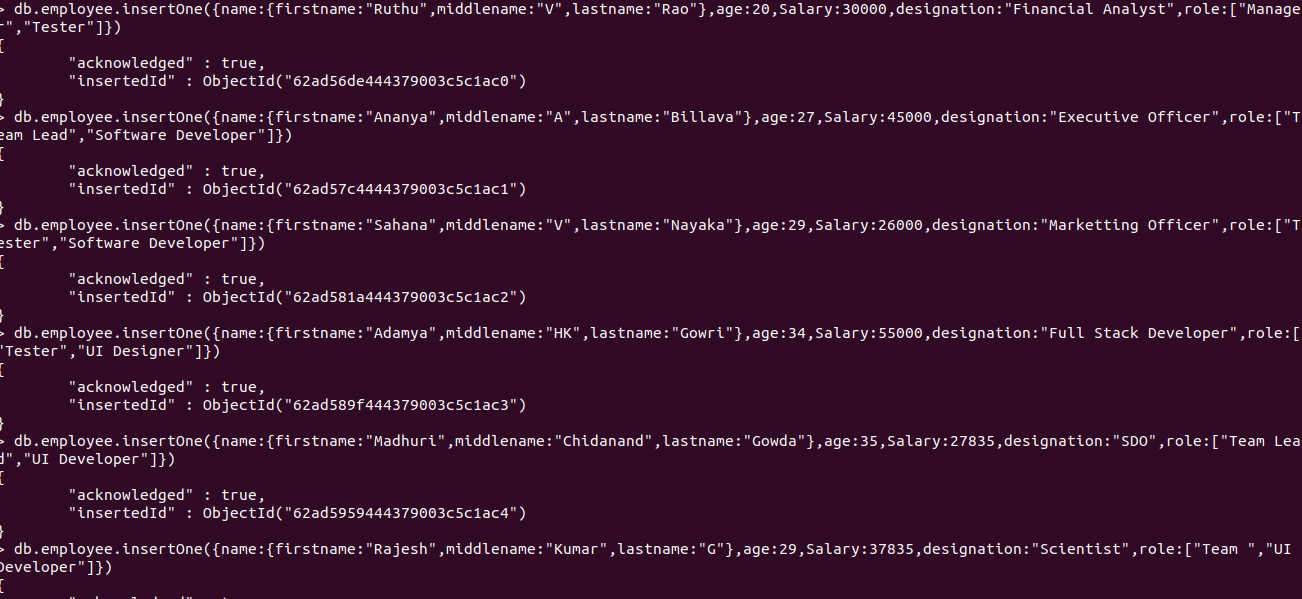 > db.employee.insertOne({name:{firstname:"Ruthu",middlename:"V",lastname:"Rao"},age:20,Salary:30000,designation:"Financial Analyst",role:["Manage
r","Tester"]})
{
"acknowledged" : true,
"insertedId" : ObjectId("62ad56de444379003c5c1ac0")
}
> db.employee.insertOne({name:{firstname:"Ananya",middlename:"A",lastname:"Billava"},age:27,Salary:45000,designation:"Executive Officer",role:["T
eam Lead","Software Developer"]})
{
"acknowledged" : true,
"insertedId" : ObjectId("62ad57c4444379003c5c1ac1")
}
> db.employee.insertOne({name:{firstname:"Sahana",middlename:"V",lastname:"Nayaka"},age:29,Salary:26000,designation:"Marketting Officer",role:["T
ester","Software Developer"]})
{
"acknowledged" : true,
"insertedId" : ObjectId("62ad581a444379003c5c1ac2")
}
> db.employee.insertOne({name:{firstname:"Adamya",middlename:"HK",lastname:"Gowri"},age:34,Salary:55000,designation:"Full Stack Developer",role:[
"Tester","UI Designer"]})
{
"acknowledged" : true,
"insertedId" : ObjectId("62ad589f444379003c5c1ac3")
}
> db.employee.insertOne({name:{firstname:"Madhuri",middlename:"Chidanand",lastname:"Gowda"},age:35,Salary:27835,designation:"SDO",role:["Team Lea
d","UI Developer"]})
{
"acknowledged" : true,
"insertedId" : ObjectId("62ad5959444379003c5c1ac4")
}
> db.employee.insertOne({name:{firstname:"Rajesh",middlename:"Kumar",lastname:"G"},age:29,Salary:37835,designation:"Scientist",role:["Team ","UI 
Developer"]})
{